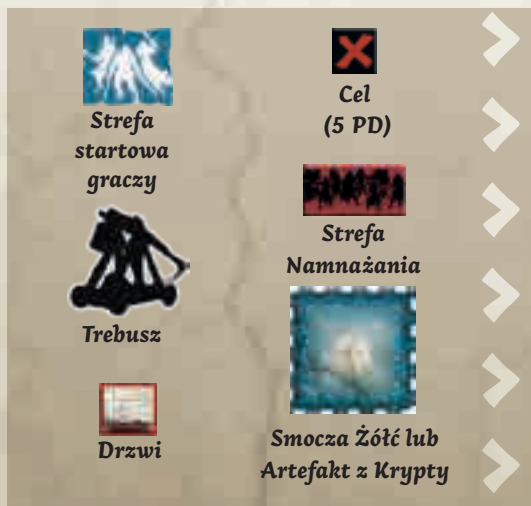 Strefa
startowa
graczy
Trebusz
Drzwi
Cel
(5 PD)
Strefa
Namnażania
Smocza Żółć lub
Artefakt z Krypty